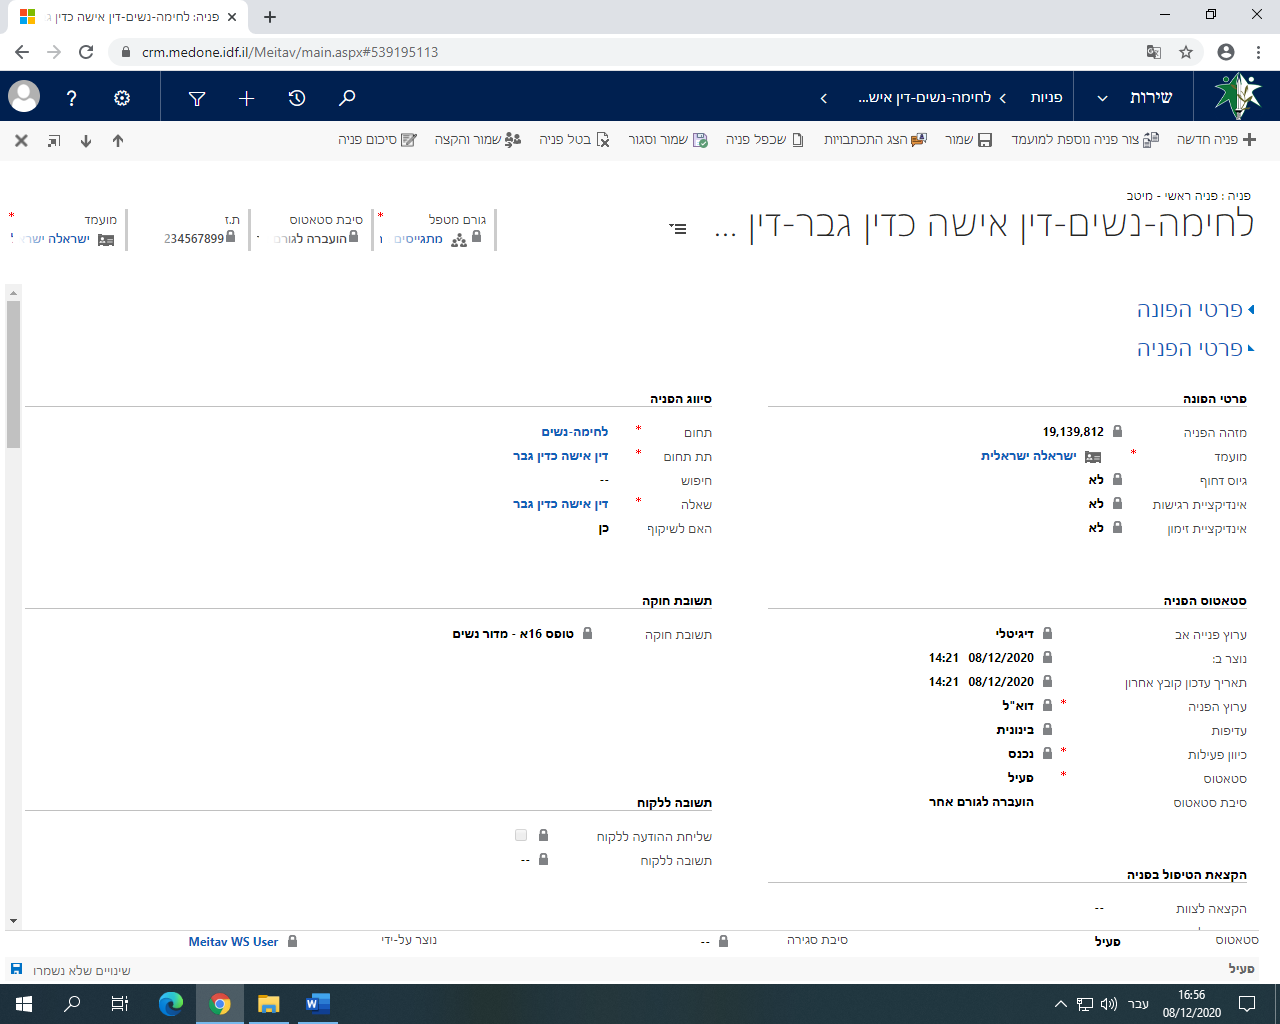 פניה: לחימה-נשים-דין אישה כדין ג
crm.medone.idf.il/Meitav/main.aspx#539195113
שירות
פניות
לחימה-נשים-דין איש...
פניה חדשה
צור פניה נוספת למועמד
שמור
הצג התכתבויות
שכפל פניה
שמור וסגור
בטל פניה
שמור והקצה
סיכום פניה
פניה : פניה ראשי - מיטב
לחימה-נשים-דין אישה כדין גבר-דין ...
גורם מטפל
מתגייסים
סיבת סטאטוס
הועברה לגורם
ת.ז
234567899
מועמד *
ישראלה
פרטי הפונה
פרטי הפניה
פרטי הפונה
מזהה הפניה 19,139,812
מועמד * ישראלה ישראלית
גיוס דחוף לא
אינדיקציית רגישות לא
אינדיקציית זימון לא
סיווג הפניה
תחום * לחימה-נשים
תת תחום * דין אישה כדין גבר
חיפוש --
שאלה * דין אישה כדין גבר
האם לשיקוף כן
סטאטוס הפניה
ערוץ פנייה אב דיגיטלי
נוצר ב: 08/12/2020 14:21
תאריך עדכון קובץ אחרון 08/12/2020 14:21
ערוץ הפניה * דוא"ל
עדיפות בינונית
כיוון פעילות * נכנס
סטאטוס * פעיל
סיבת סטאטוס הועברה לגורם אחר
תשובת חוקה
תשובת חוקה טופס 16א - מדור נשים
תשובה ללקוח
שליחת ההודעה ללקוח
תשובה ללקוח --
הקצאת הטיפול בפניה
הקצאה לצוות --
סטאטוס פעיל
סיבת סגירה --
נוצר על-ידי Meitav WS User
פעיל
שינויים שלא נשמרו
עבר
16:56
08/12/2020